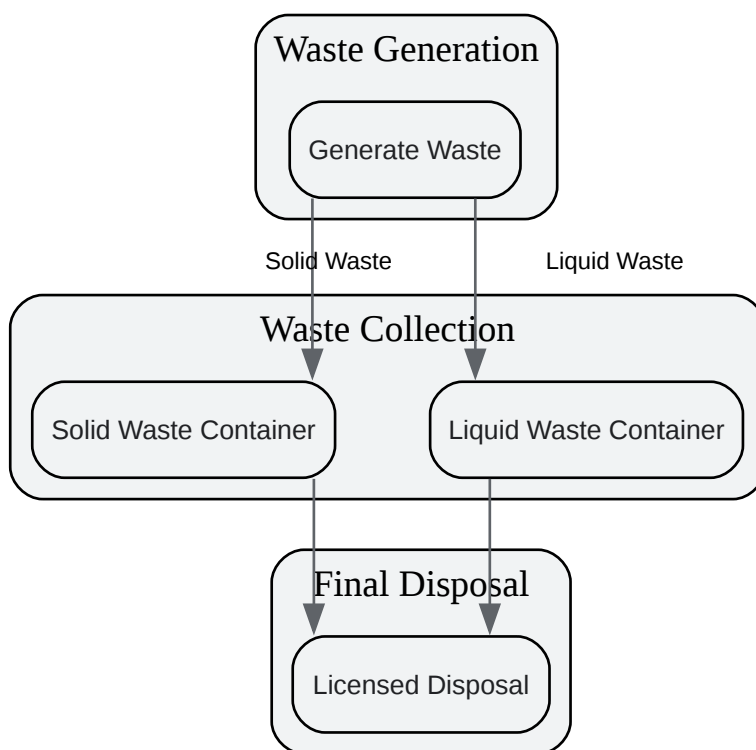 Waste Generation
Generate Waste
Solid Waste
Liquid Waste
Waste Collection
Solid Waste Container
Liquid Waste Container
Final Disposal
Licensed Disposal